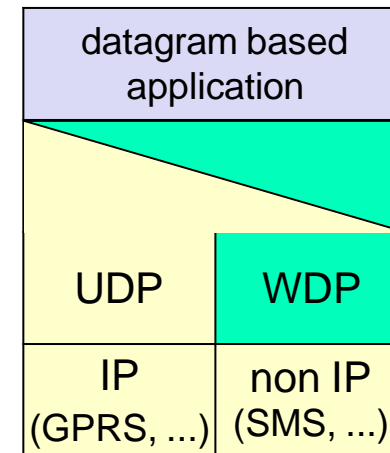 datagram based
application
UDP
WDP
IP
(GPRS, ...)
non IP
(SMS, ...)